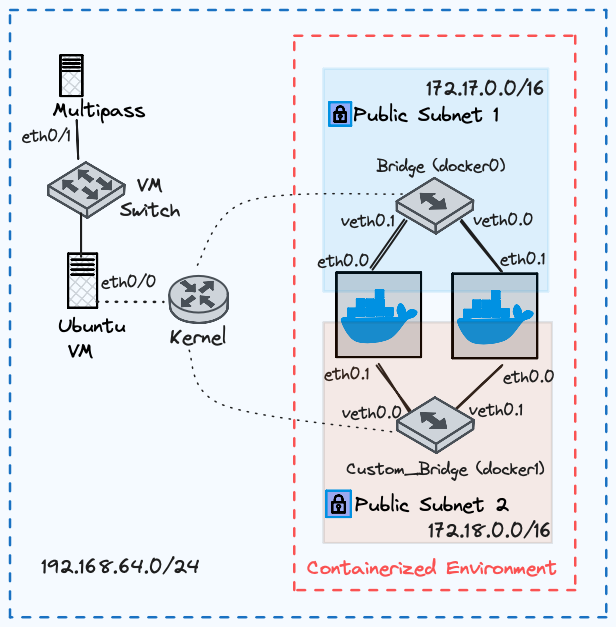 Multipass
eth0/1
VM
Switch
eth0/0
Ubuntu
VM
Kernel
192.168.64.0/24
172.17.0.0/16
Public Subnet 1
Bridge (docker0)
veth0.1
veth0.0
eth0.0
eth0.1
eth0.1
eth0.0
veth0.0
veth0.1
Custom_Bridge (docker1)
Public Subnet 2
172.18.0.0/16
Containerized Environment